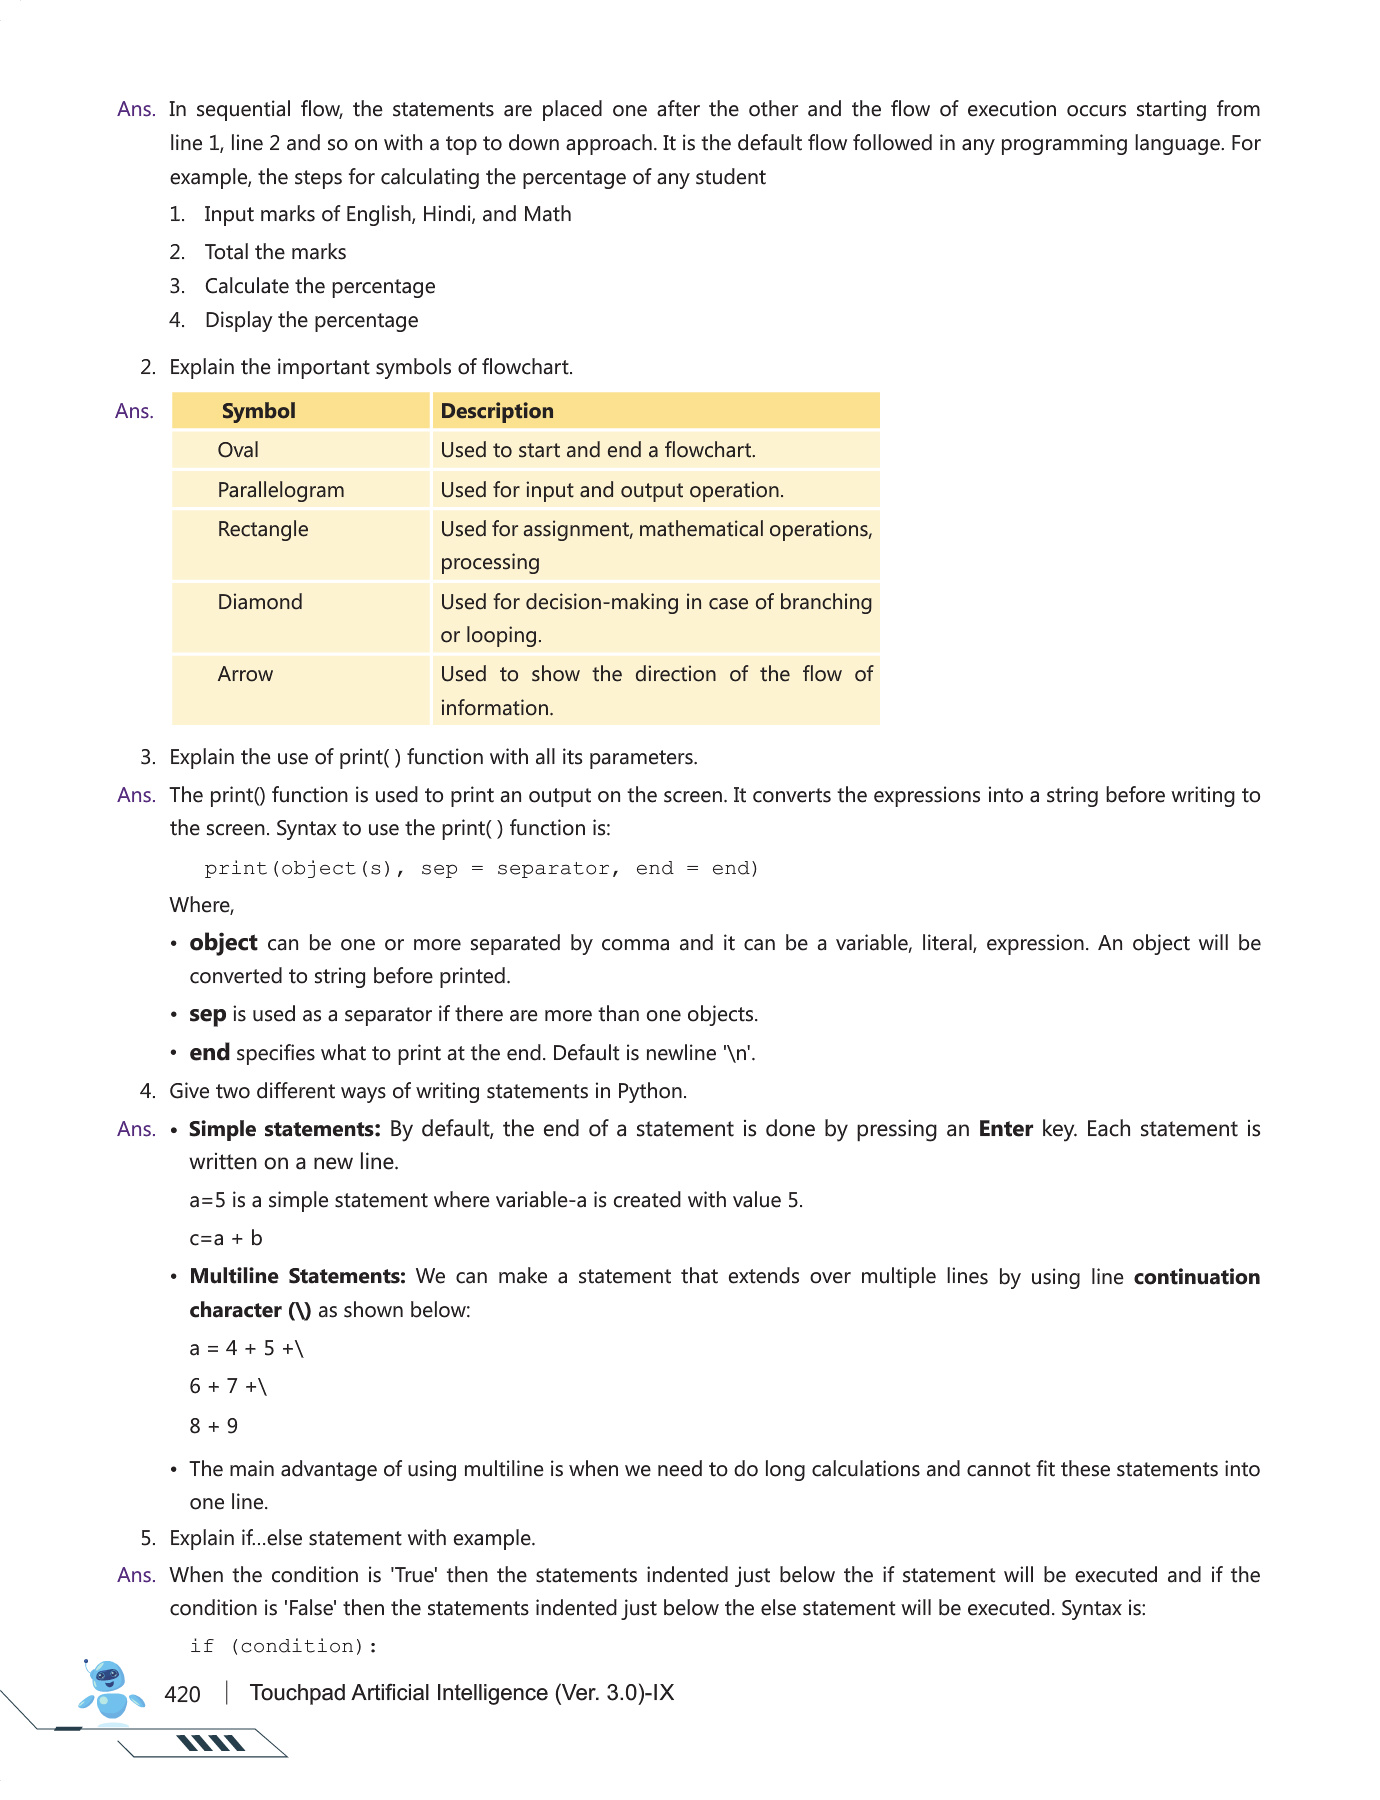 Ans. In sequential flow, the statements are placed one after the other and the flow of execution occurs starting from
line 1, line 2 and so on with a top to down approach. It is the default flow followed in any programming language. For
example, the steps for calculating the percentage of any student
1. Input marks of English, Hindi, and Math
2. Total the marks
3. Calculate the percentage
4. Display the percentage
2. Explain the important symbols of flowchart.
Ans. Symbol Description
Oval Used to start and end a flowchart.
Parallelogram Used for input and output operation.
Rectangle Used for assignment, mathematical operations,
processing
Diamond Used for decision-making in case of branching
or looping.
Arrow Used to show the direction of the flow of
information.
3. Explain the use of print( ) function with all its parameters.
Ans. The print() function is used to print an output on the screen. It converts the expressions into a string before writing to
the screen. Syntax to use the print( ) function is:
print(object(s), sep = separator, end = end)
Where,
• object can be one or more separated by comma and it can be a variable, literal, expression. An object will be
converted to string before printed.
• sep is used as a separator if there are more than one objects.
• end specifies what to print at the end. Default is newline '\n'.
4. Give two different ways of writing statements in Python.
Ans. • Simple statements: By default, the end of a statement is done by pressing an Enter key. Each statement is
written on a new line.
a=5 is a simple statement where variable-a is created with value 5.
c=a + b
• Multiline Statements: We can make a statement that extends over multiple lines by using line continuation
character (\) as shown below:
a = 4 + 5 +\
6 + 7 +\
8 + 9
• The main advantage of using multiline is when we need to do long calculations and cannot fit these statements into
one line.
5. Explain if...else statement with example.
Ans. When the condition is 'True' then the statements indented just below the if statement will be executed and if the
condition is 'False' then the statements indented just below the else statement will be executed. Syntax is:
if (condition):
420 | Touchpad Artificial Intelligence (Ver. 3.0)-IX